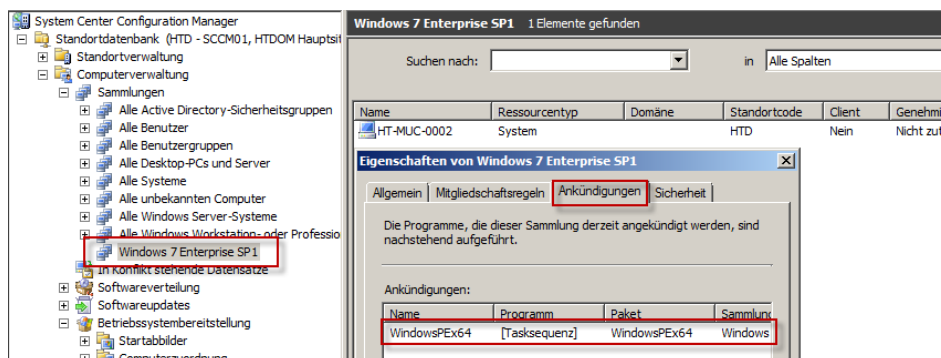 System Center Configuration Manager
Standortdatenbank (HTD - SCCM01, HTDOM Hauptsit
Standortverwaltung
Computerverwaltung
Sammlungen
Alle Active Directory-Sicherheitsgruppen
Alle Benutzer
Alle Benutzergruppen
Alle Desktop-PCs und Server
Alle Systeme
Alle unbekannten Computer
Alle Windows Server-Systeme
Alle Windows Workstation- oder Professio
Windows 7 Enterprise SP1
In Konflikt stehende Datensätze
Softwareverteilung
Softwareupdates
Betriebssystembereitstellung
Startabbilder
Computerzuordnung
Windows 7 Enterprise SP1 1 Elemente gefunden
Suchen nach: in Alle Spalten
Name Ressourcentyp Domäne Standortcode Client Genehmi
HT-MUC-0002 System HTD Nein Nicht zut
Eigenschaften von Windows 7 Enterprise SP1
Allgemein Mitgliedschaftsregeln Ankündigungen Sicherheit
Die Programme, die dieser Sammlung derzeit angekündigt werden, sind
nachstehend aufgeführt.
Ankündigungen:
Name Programm Paket Sammlung
WindowsPEx64 [Tasksequenz] WindowsPEx64 Windows